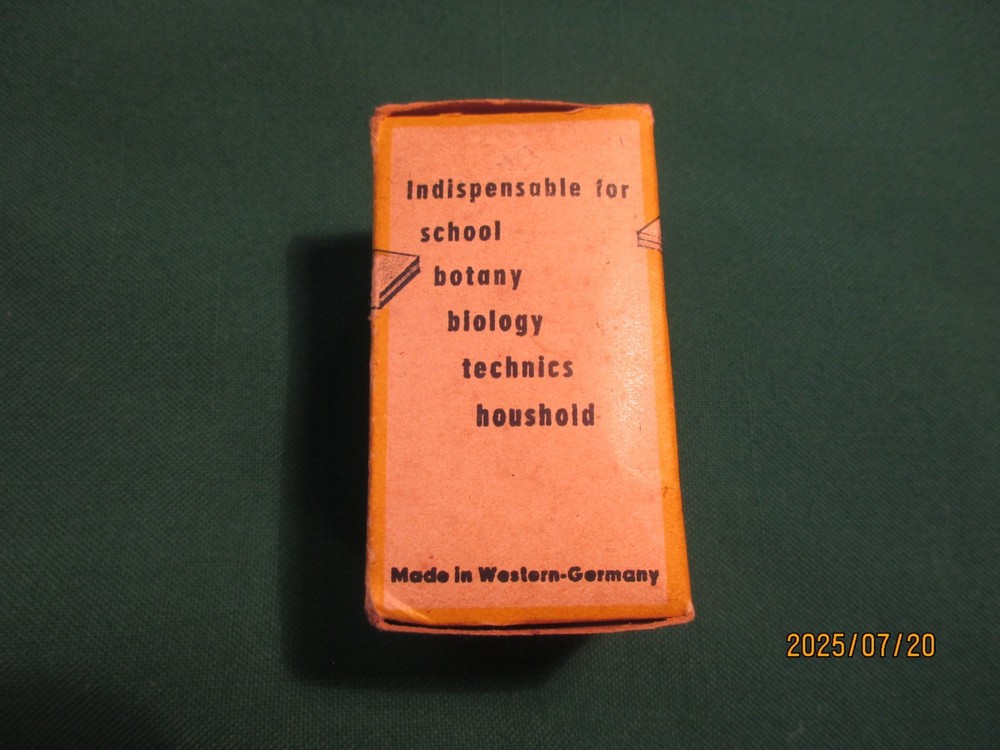 Indispensable for
school
botany
biology
technics
houshold
Made in Western-Germany
2025/07/20